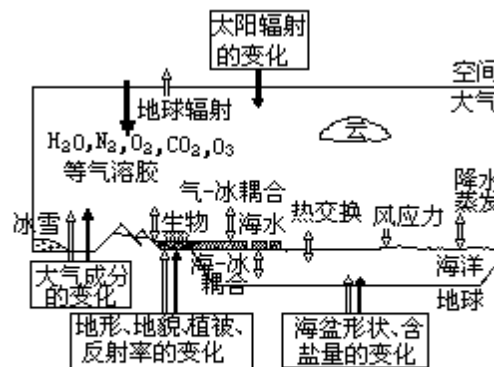 太阳辐射
的变化
空间
大气
地球辐射
H₂O,N₂,O₂,CO₂,O₃
等气溶胶
云
气-冰耦合
降水
蒸发
冰雪
生物
海水
热交换
风应力
海-冰
耦合
海洋
地球
大气成分
的变化
地形、地貌、植被、
反射率的变化
海盆形状、含
盐量的变化